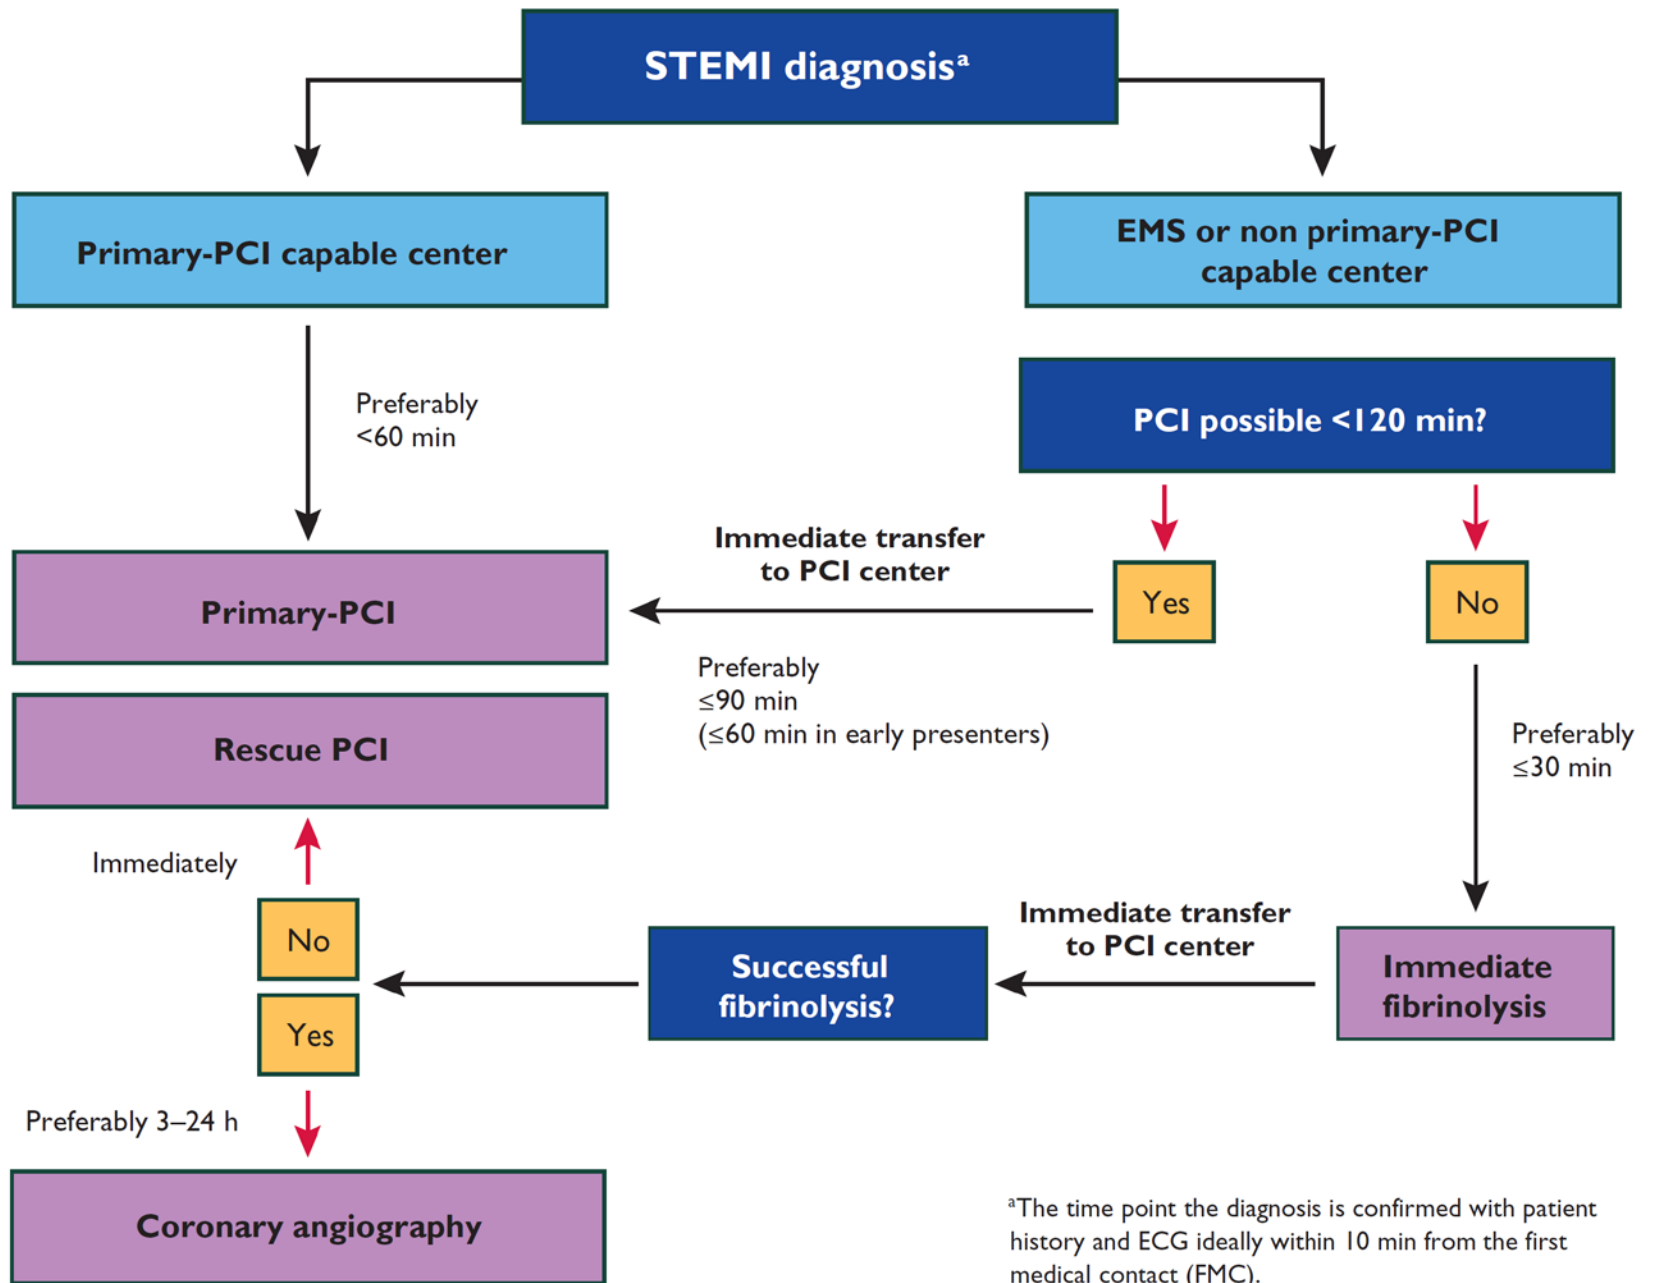 STEMI diagnosisᵃ
Primary-PCI capable center
EMS or non primary-PCI
capable center
Preferably
<60 min
PCI possible <120 min?
Immediate transfer
to PCI center
Yes
No
Primary-PCI
Preferably
≤90 min
(≤60 min in early presenters)
Rescue PCI
Preferably
≤30 min
Immediately
No
Yes
Successful
fibrinolysis?
Immediate transfer
to PCI center
Immediate
fibrinolysis
Preferably 3–24 h
Coronary angiography
ᵃThe time point the diagnosis is confirmed with patient
history and ECG ideally within 10 min from the first
medical contact (FMC).